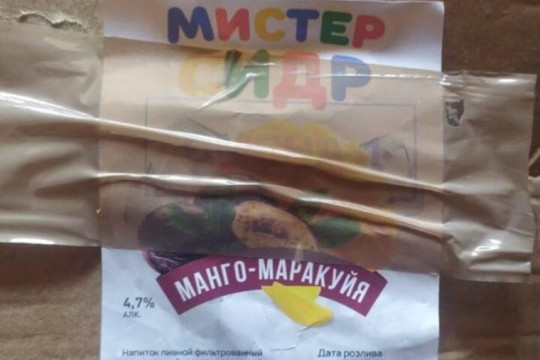 МИСТЕР
СИДР
МАНГО-МАРАКУЙЯ
4,7%
АЛК.
Напиток пивной фильтрованный
Дата розлива